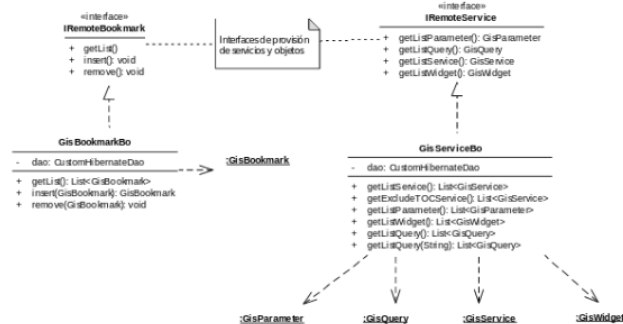 «interface»
IRemoteBookmark
+ getList()
+ insert(): void
+ remove(): void
Interfaces de provisión
de servicios y objetos
«interface»
IRemoteService
+ getListParameter(): GisParameter
+ getListQuery(): GisQuery
+ getListService(): GisService
+ getListWidget(): GisWidget
GisBookmarkBo
- dao: CustomHibernateDao
+ getList(): List<GisBookmark>
+ insert(GisBookmark): GisBookmark
+ remove(GisBookmark): void
:GisBookmark
GisServiceBo
- dao: CustomHibernateDao
+ getListService(): List<GisService>
+ getExcludeTOCService(): List<GisService>
+ getListParameter(): List<GisParameter>
+ getListWidget(): List<GisWidget>
+ getListQuery(): List<GisQuery>
+ getListQuery(String): List<GisQuery>
:GisParameter
:GisQuery
:GisService
:GisWidget